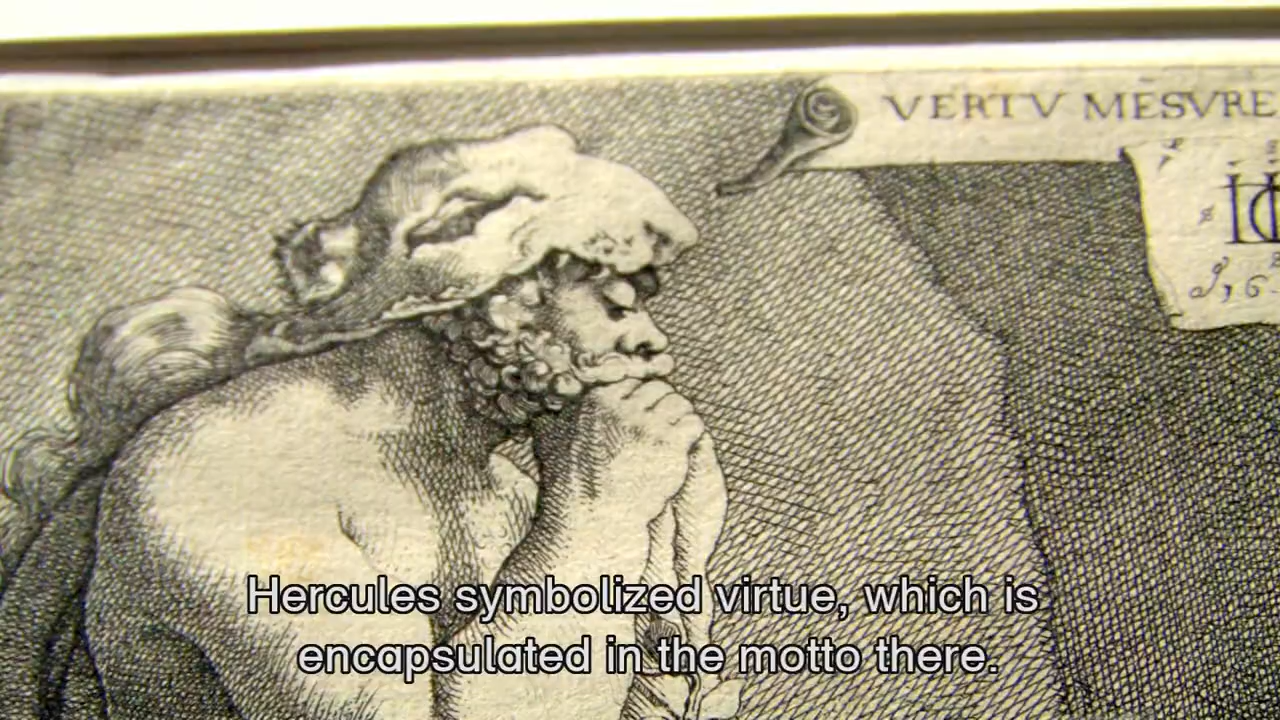 VERTV MESVRE
Hercules symbolized virtue, which is
encapsulated in the motto there.